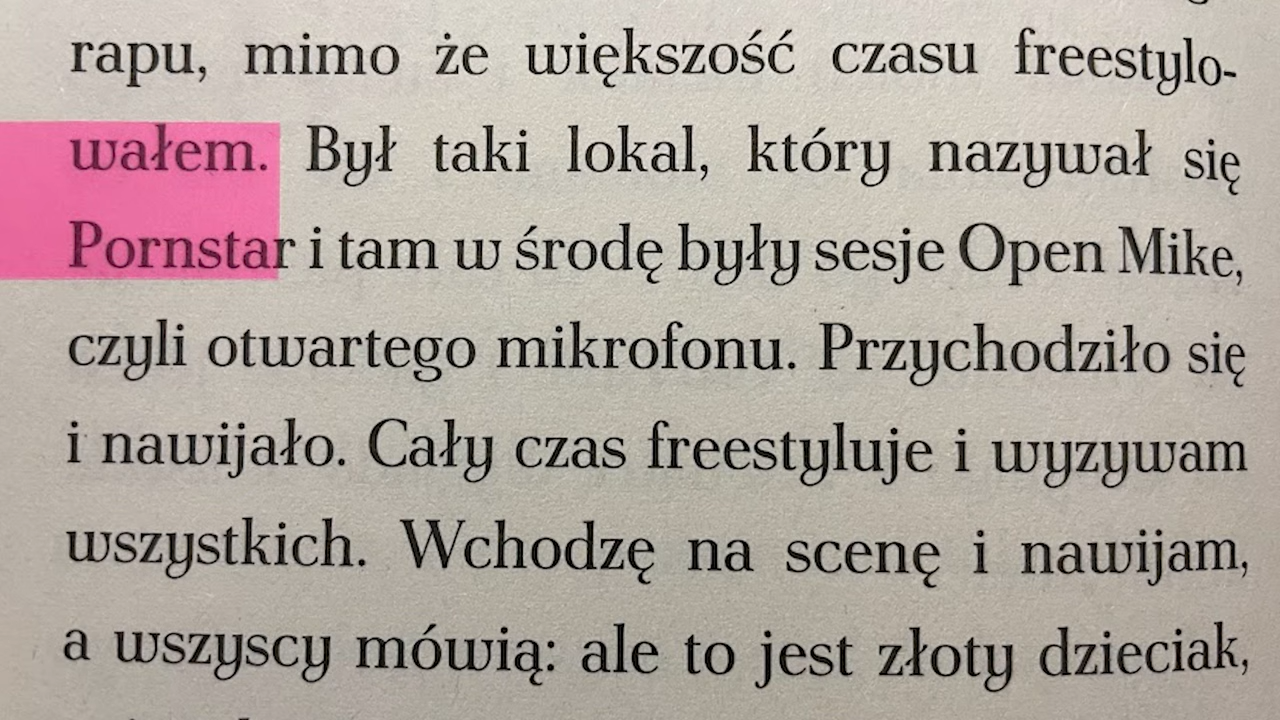 rapu, mimo że większość czasu freestylo-
wałem. Był taki lokal, który nazywał się
Pornstar i tam w środę były sesje Open Mike,
czyli otwartego mikrofonu. Przychodziło się
i nawijało. Cały czas freestyluje i wyzywam
wszystkich. Wchodzę na scenę i nawijam,
a wszyscy mówią: ale to jest złoty dzieciak,